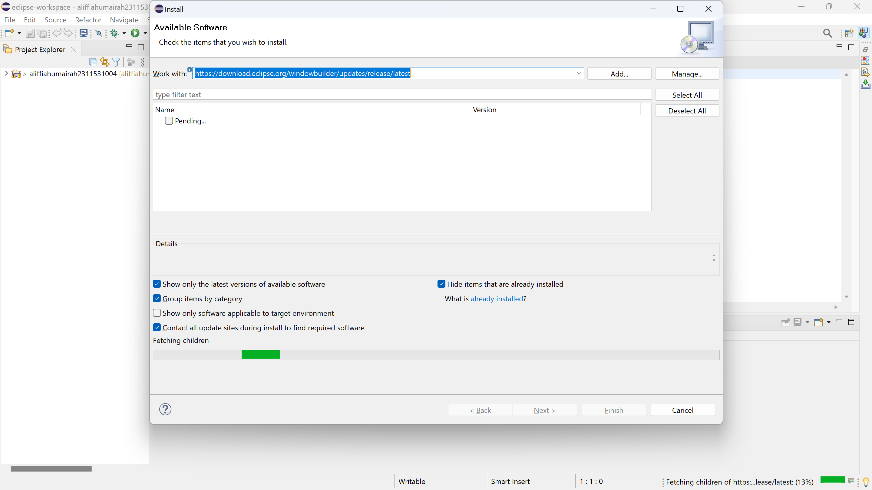 eclipse-workspace - aliffiahumairah23115310
Install
File Edit Source Refactor Navigate
Available Software
Check the items that you wish to install.
Project Explorer
aliffiahumairah2311531004 [aliffiahu
Work with: https://download.eclipse.org/windowbuilder/updates/release/latest
Add...
Manage...
type filter text
Select All
Name
Version
Deselect All
Pending...
Details
Show only the latest versions of available software
Hide items that are already installed
Group items by category
What is already installed?
Show only software applicable to target environment
Contact all update sites during install to find required software
Fetching children
?
< Back
Next >
Finish
Cancel
Writable
Smart Insert
1 : 1 : 0
Fetching children of https:...lease/latest: (13%)